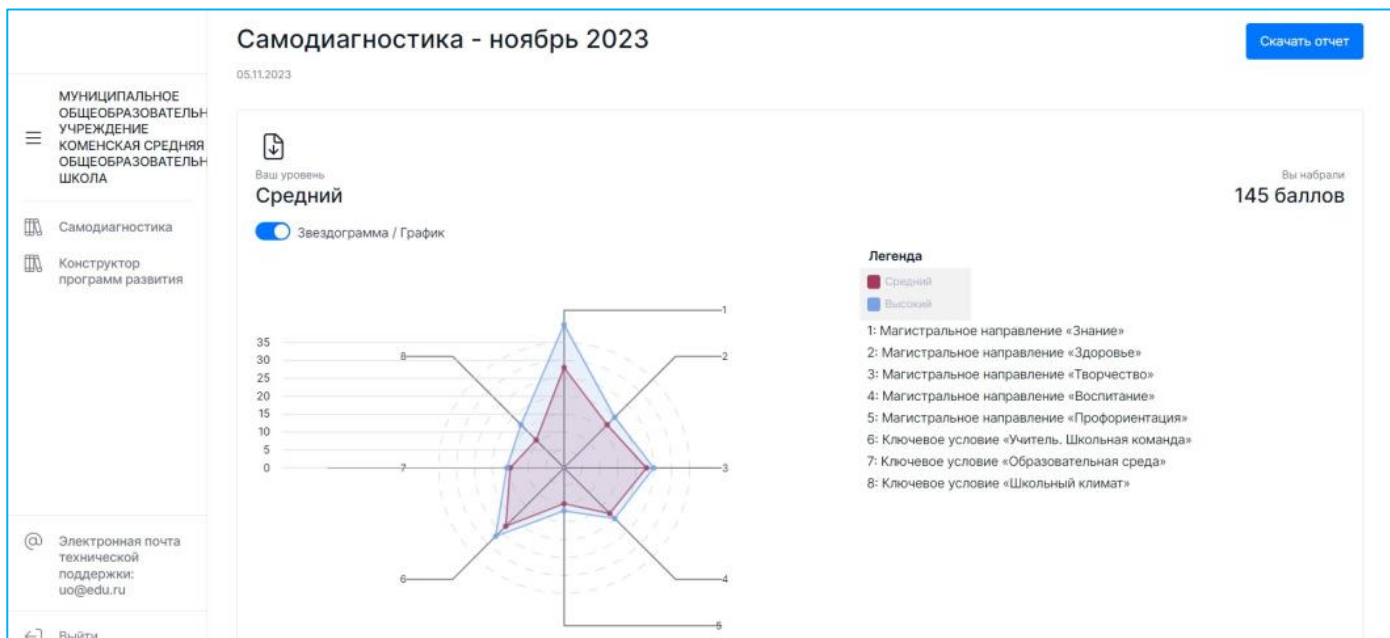 Самодиагностика - ноябрь 2023
Скачать отчет
05.11.2023
МУНИЦИПАЛЬНОЕ
ОБЩЕОБРАЗОВАТЕЛЬН
УЧРЕЖДЕНИЕ
КОМЕНСКАЯ СРЕДНЯЯ
ОБЩЕОБРАЗОВАТЕЛЬН
ШКОЛА
Самодиагностика
Конструктор
программ развития
Электронная почта
технической
поддержки:
uo@edu.ru
Выйти
Ваш уровень
Средний
Вы набрали
145 баллов
Звездограмма / График
35
30
25
20
15
10
5
0
1
2
3
4
5
6
7
8
Легенда
Средний
Высокий
1: Магистральное направление «Знание»
2: Магистральное направление «Здоровье»
3: Магистральное направление «Творчество»
4: Магистральное направление «Воспитание»
5: Магистральное направление «Профориентация»
6: Ключевое условие «Учитель. Школьная команда»
7: Ключевое условие «Образовательная среда»
8: Ключевое условие «Школьный климат»